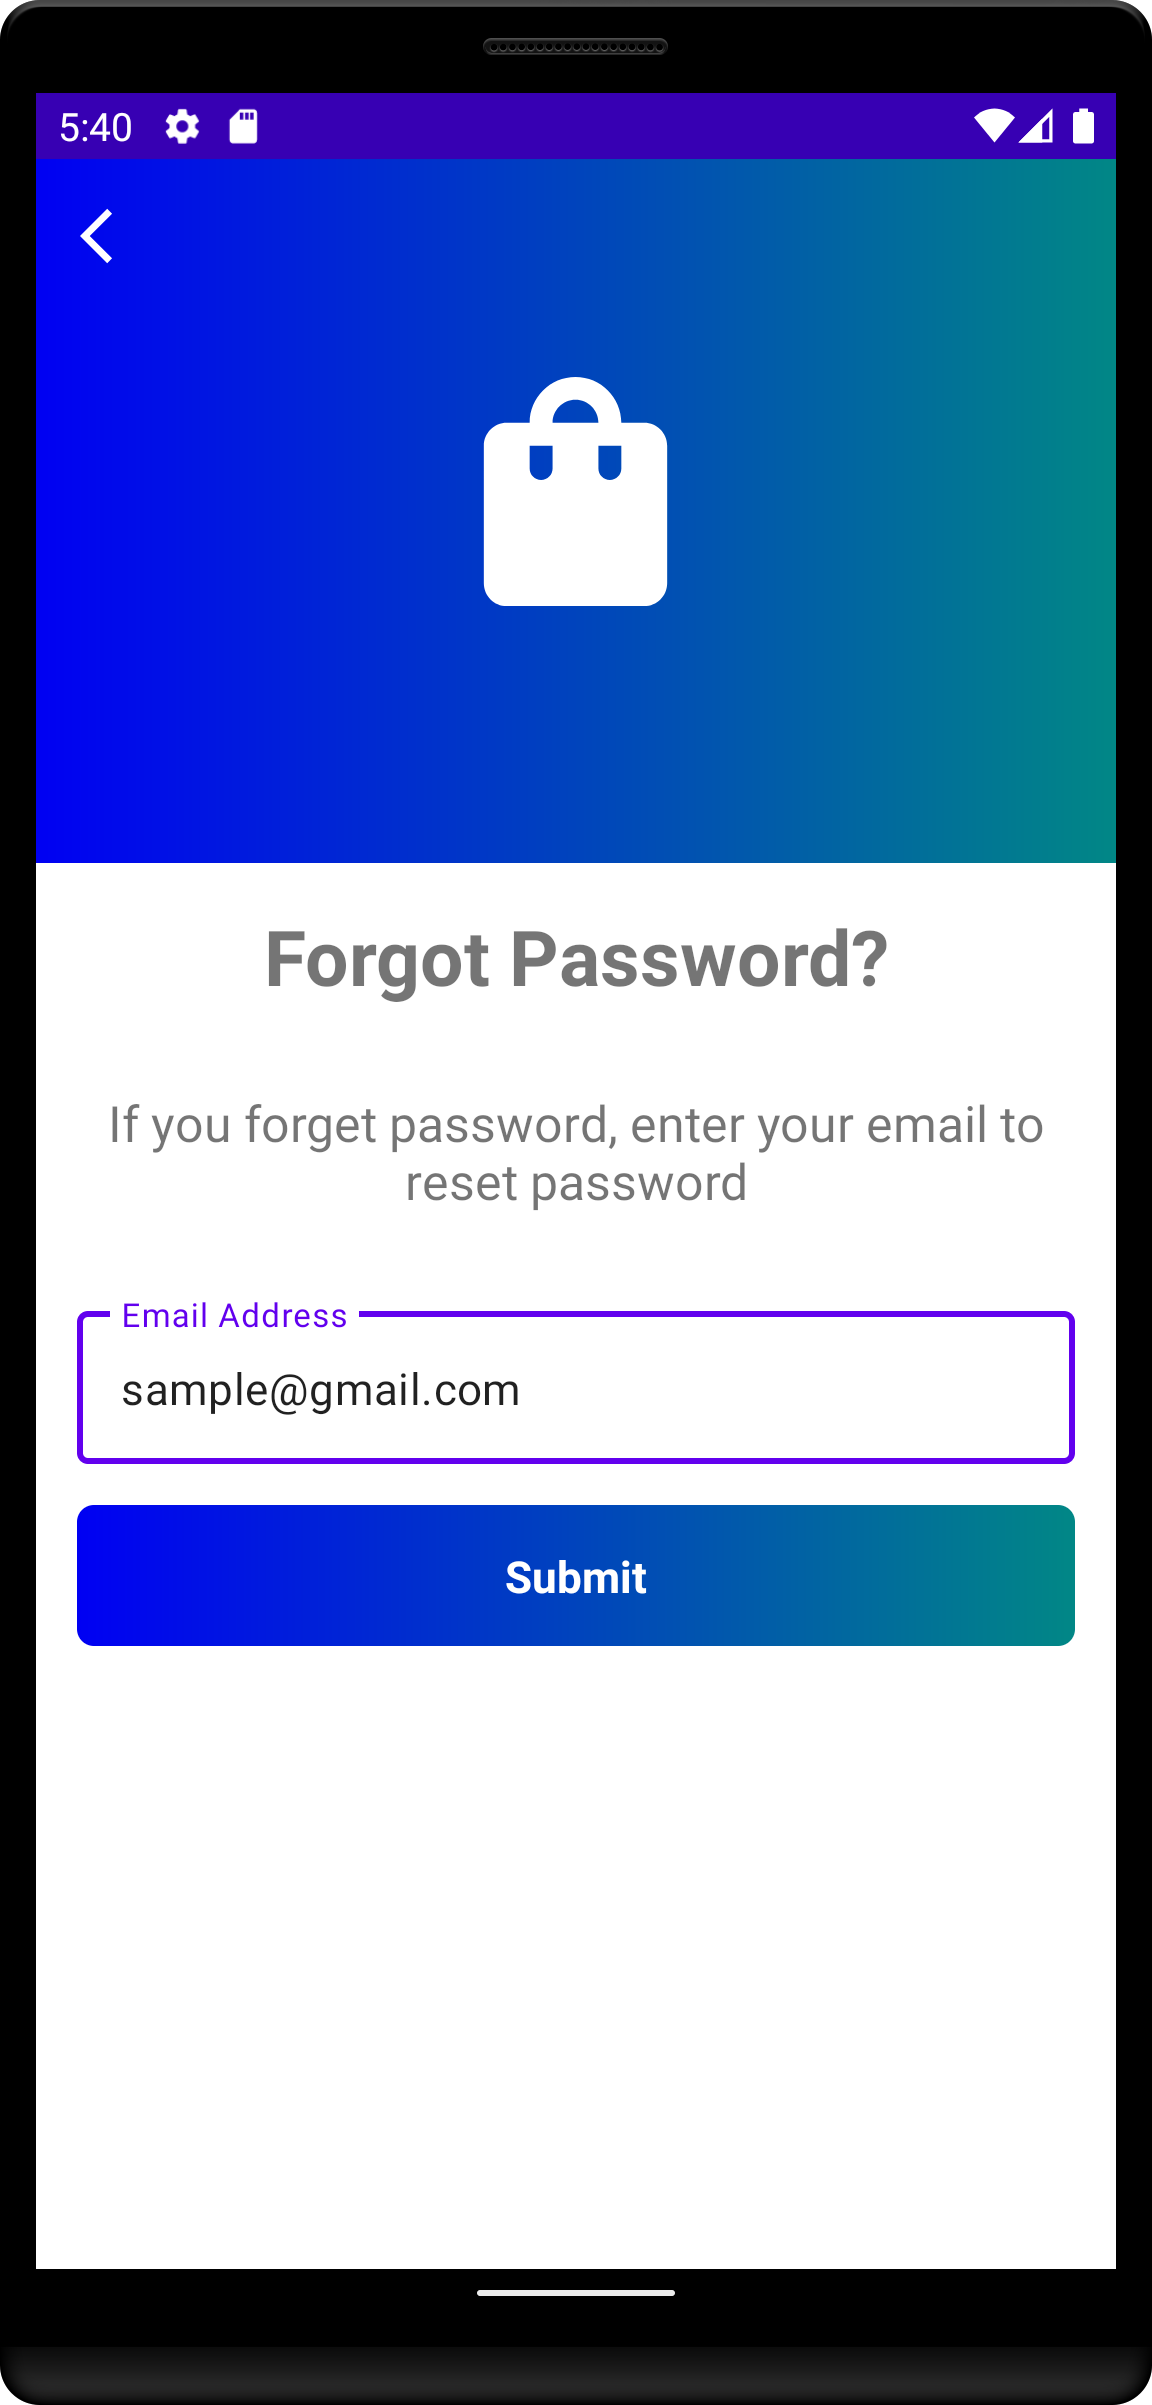 5:40
Forgot Password?
If you forget password, enter your email to
reset password
Email Address
sample@gmail.com
Submit